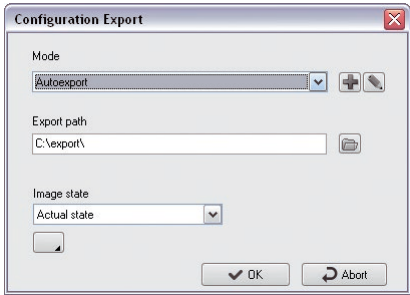 Configuration Export
Mode
Autoexport
Export path
C:\export\
Image state
Actual state
OK
Abort